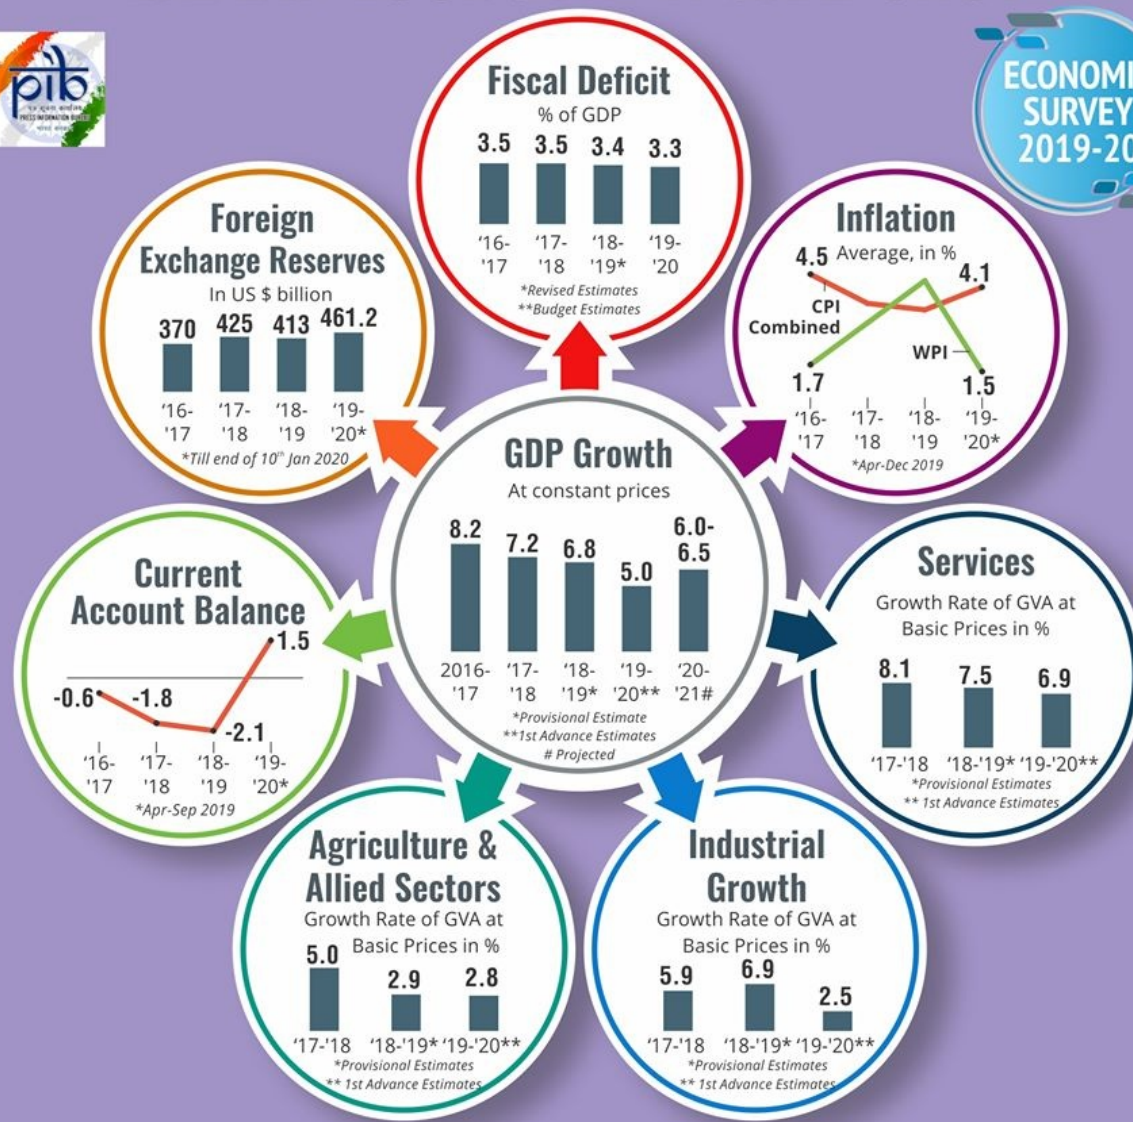 pib
PRESS INFORMATION BUREAU
ECONOMI
SURVEY
2019-20
Fiscal Deficit
% of GDP
3.5 3.5 3.4 3.3
'16- '17- '18- '19-
'17 '18 '19* '20
*Revised Estimates
**Budget Estimates
Foreign
Exchange Reserves
In US $ billion
370 425 413 461.2
'16- '17- '18- '19-
'17 '18 '19 '20*
*Till end of 10th Jan 2020
Inflation
Average, in %
4.5 4.1
CPI
Combined
WPI
1.7 1.5
'16- '17- '18- '19-
'17 '18 '19 '20*
*Apr-Dec 2019
GDP Growth
At constant prices
8.2 7.2 6.8 5.0 6.0-
6.5
2016- '17- '18- '19- '20-
'17 '18 '19* '20** '21#
*Provisional Estimate
**1st Advance Estimates
# Projected
Current
Account Balance
1.5
-0.6 -1.8
-2.1
'16- '17- '18- '19-
'17 '18 '19 '20*
*Apr-Sep 2019
Services
Growth Rate of GVA at
Basic Prices in %
8.1 7.5 6.9
'17-'18 '18-'19* '19-'20**
*Provisional Estimates
** 1st Advance Estimates
Agriculture &
Allied Sectors
Growth Rate of GVA at
Basic Prices in %
5.0 2.9 2.8
'17-'18 '18-'19* '19-'20**
*Provisional Estimates
** 1st Advance Estimates
Industrial
Growth
Growth Rate of GVA at
Basic Prices in %
5.9 6.9 2.5
'17-'18 '18-'19* '19-'20**
*Provisional Estimates
** 1st Advance Estimates